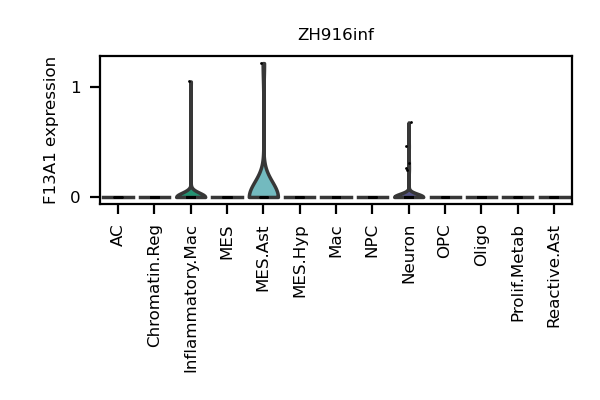 ZH916inf
F13A1 expression
1
0
AC
Chromatin.Reg
Inflammatory.Mac
MES
MES.Ast
MES.Hyp
Mac
NPC
Neuron
OPC
Oligo
Prolif.Metab
Reactive.Ast